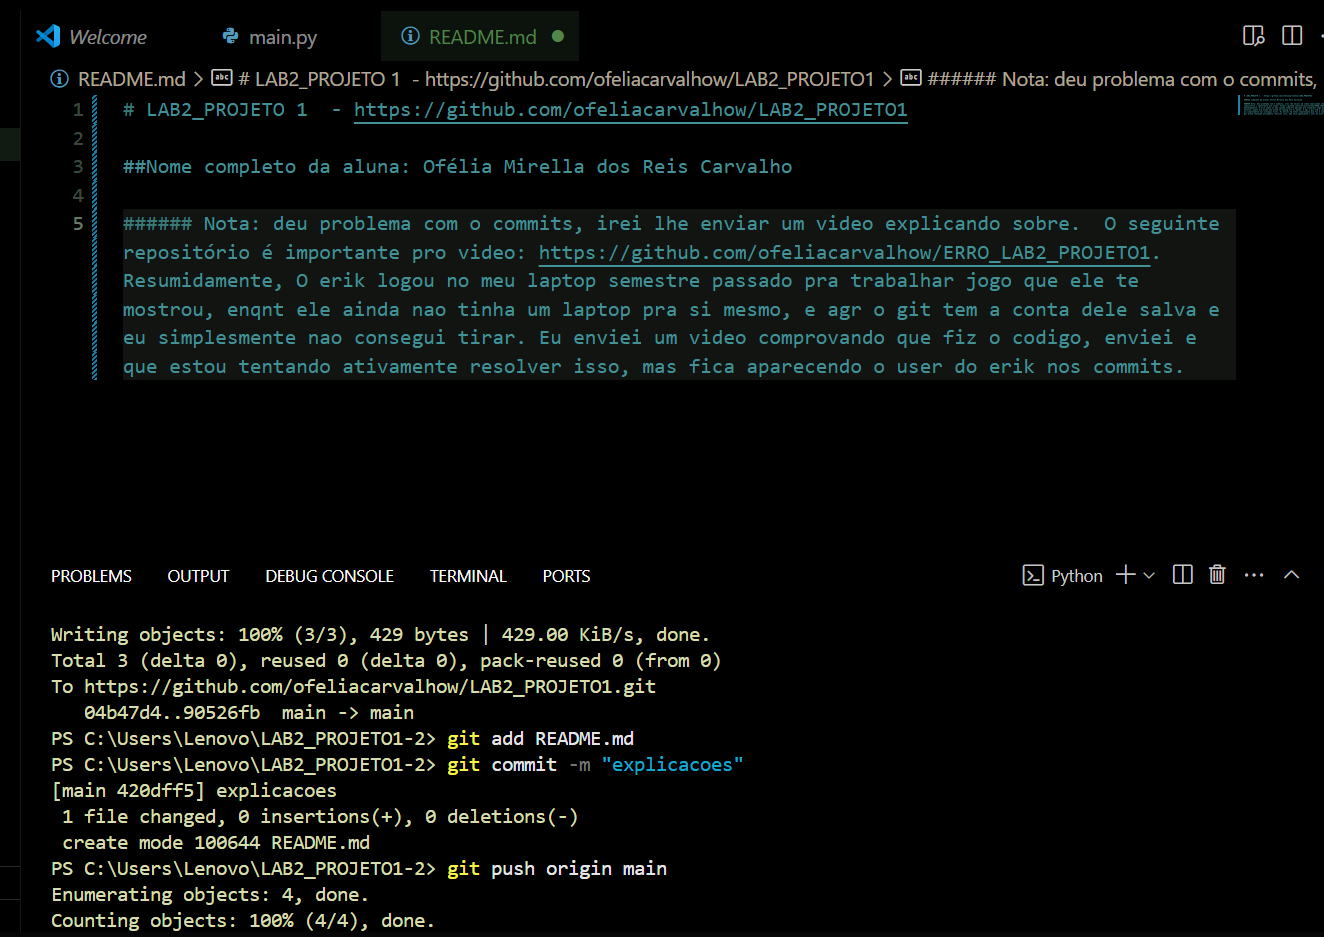 Welcome main.py README.md
README.md > # LAB2_PROJETO 1 - https://github.com/ofeliacarvalhow/LAB2_PROJETO1 > ###### Nota: deu problema com o commits,
1 # LAB2_PROJETO 1  - https://github.com/ofeliacarvalhow/LAB2_PROJETO1
2
3 ##Nome completo da aluna: Ofélia Mirella dos Reis Carvalho
4
5 ###### Nota: deu problema com o commits, irei lhe enviar um video explicando sobre.  O seguinte
repositório é importante pro video: https://github.com/ofeliacarvalhow/ERRO_LAB2_PROJETO1.
Resumidamente, O erik logou no meu laptop semestre passado pra trabalhar jogo que ele te
mostrou, enqnt ele ainda nao tinha um laptop pra si mesmo, e agr o git tem a conta dele salva e
eu simplesmente nao consegui tirar. Eu enviei um video comprovando que fiz o codigo, enviei e
que estou tentando ativamente resolver isso, mas fica aparecendo o user do erik nos commits.
PROBLEMS OUTPUT DEBUG CONSOLE TERMINAL PORTS Python
Writing objects: 100% (3/3), 429 bytes | 429.00 KiB/s, done.
Total 3 (delta 0), reused 0 (delta 0), pack-reused 0 (from 0)
To https://github.com/ofeliacarvalhow/LAB2_PROJETO1.git
   04b47d4..90526fb  main -> main
PS C:\Users\Lenovo\LAB2_PROJETO1-2> git add README.md
PS C:\Users\Lenovo\LAB2_PROJETO1-2> git commit -m "explicacoes"
[main 420dff5] explicacoes
 1 file changed, 0 insertions(+), 0 deletions(-)
 create mode 100644 README.md
PS C:\Users\Lenovo\LAB2_PROJETO1-2> git push origin main
Enumerating objects: 4, done.
Counting objects: 100% (4/4), done.